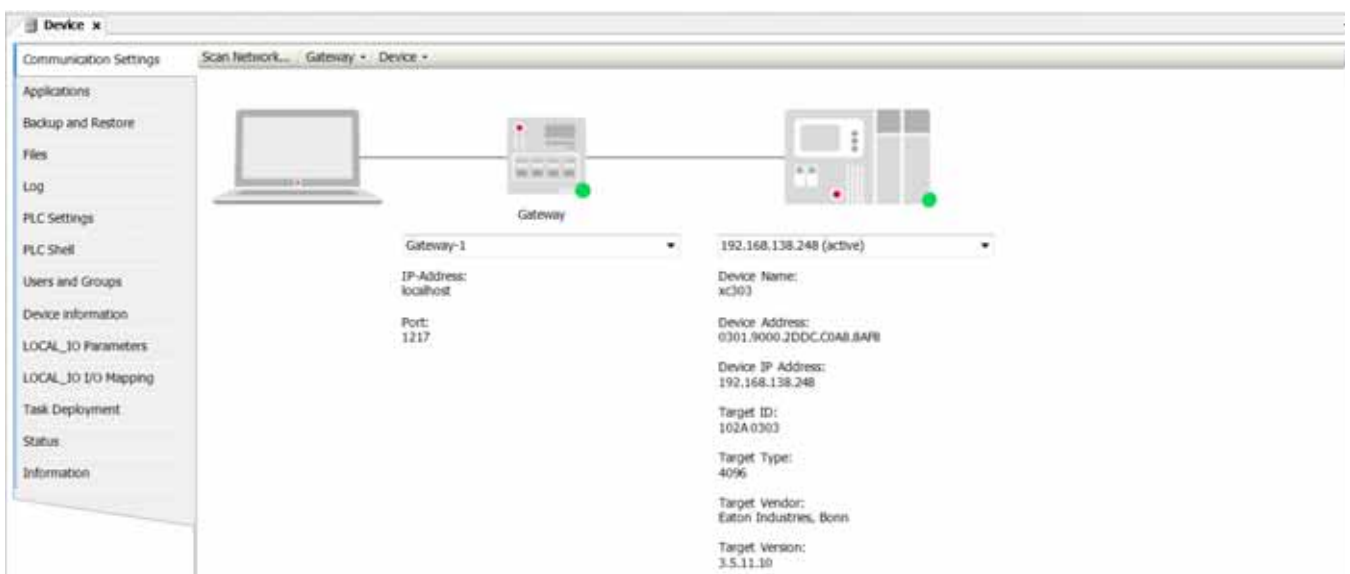 Device x
Communication Settings
Scan Network... Gateway Device
Applications
Backup and Restore
Files
Log
PLC Settings
PLC Shell
Users and Groups
Device information
LOCAL_IO Parameters
LOCAL_IO I/O Mapping
Task Deployment
Status
Information
Gateway
Gateway-1
IP-Address:
localhost
Port:
1217
192.168.138.248 (active)
Device Name:
xc303
Device Address:
0301.9000.2DDC.C0A8.8AF8
Device IP Address:
192.168.138.248
Target ID:
102A 0303
Target Type:
4096
Target Vendor:
Eaton Industries, Bonn
Target Version:
3.5.11.10